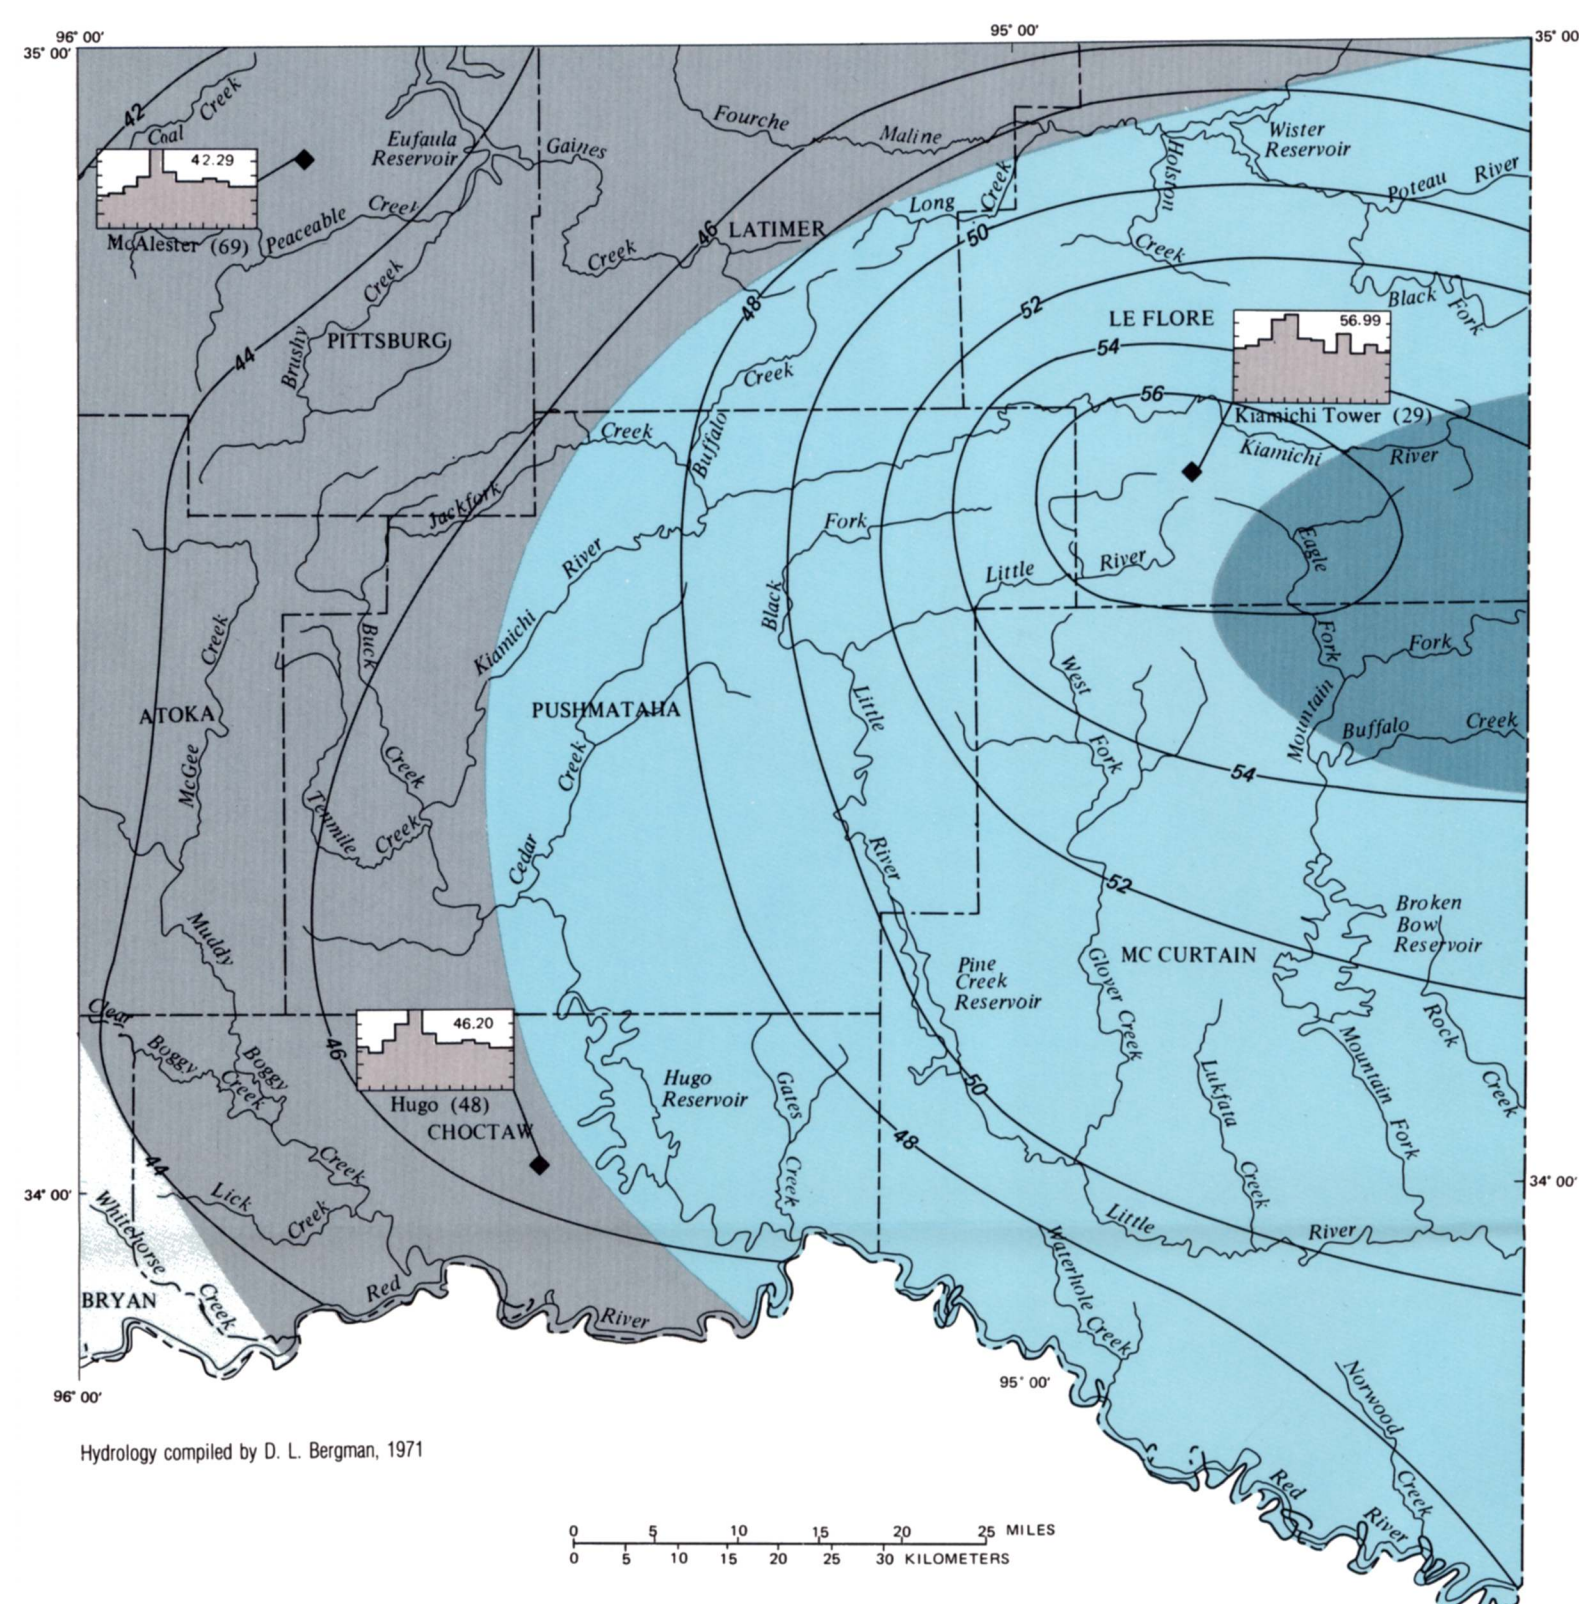 96° 00′
95° 00′
35° 00′
35° 00
42
Coal
Creek
42.29
McAlester (69)
Eufaula
Reservoir
Gaines
Creek
Fourche
Maline
Wister
Reservoir
Holston
Creek
Poteau
River
Peaceable
Creek
Brushy
Creek
PITTSBURG
44
46
LATIMER
Long
Creek
50
48
52
LE FLORE
54
56
56.99
Kiamichi Tower (29)
Black
Fork
Buffalo
Creek
Creek
Jackfork
Kiamichi
River
Kiamichi
River
Black
Fork
Little
River
Eagle
Fork
Mountain
Fork
Buffalo
Creek
ATOKA
McGee
Creek
Buck
Creek
Tenmile
Creek
PUSHMATAHA
Cedar
Creek
Little
River
West
Fork
54
52
Glover Creek
MC CURTAIN
Broken
Bow
Reservoir
Pine
Creek
Reservoir
Rock
Creek
Mountain
Fork
Lukfata
Creek
Muddy
Boggy
Creek
Clear
Boggy
Creek
46
46.20
Hugo (48)
CHOCTAW
Hugo
Reservoir
Gates
Creek
50
48
44
34° 00′
34° 00′
Whitehorse
Creek
Lick
Creek
BRYAN
Red
River
Little
River
Waterhole Creek
Norwood
Creek
Red
River
96° 00′
95° 00′
Hydrology compiled by D. L. Bergman, 1971
0 5 10 15 20 25 MILES
0 5 10 15 20 25 30 KILOMETERS